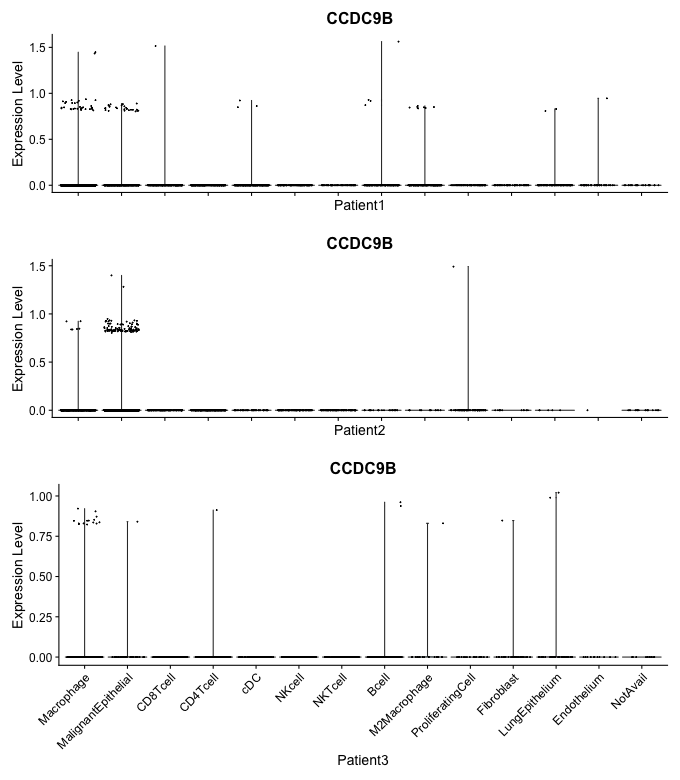 CCDC9B
Expression Level
1.5
1.0
0.5
0.0
Patient1
CCDC9B
Expression Level
1.5
1.0
0.5
0.0
Patient2
CCDC9B
Expression Level
1.00
0.75
0.50
0.25
0.00
Macrophage
MalignantEpithelial
CD8Tcell
CD4Tcell
cDC
NKcell
NKTcell
Bcell
M2Macrophage
ProliferatingCell
Fibroblast
LungEpithelium
Endothelium
NotAvail
Patient3